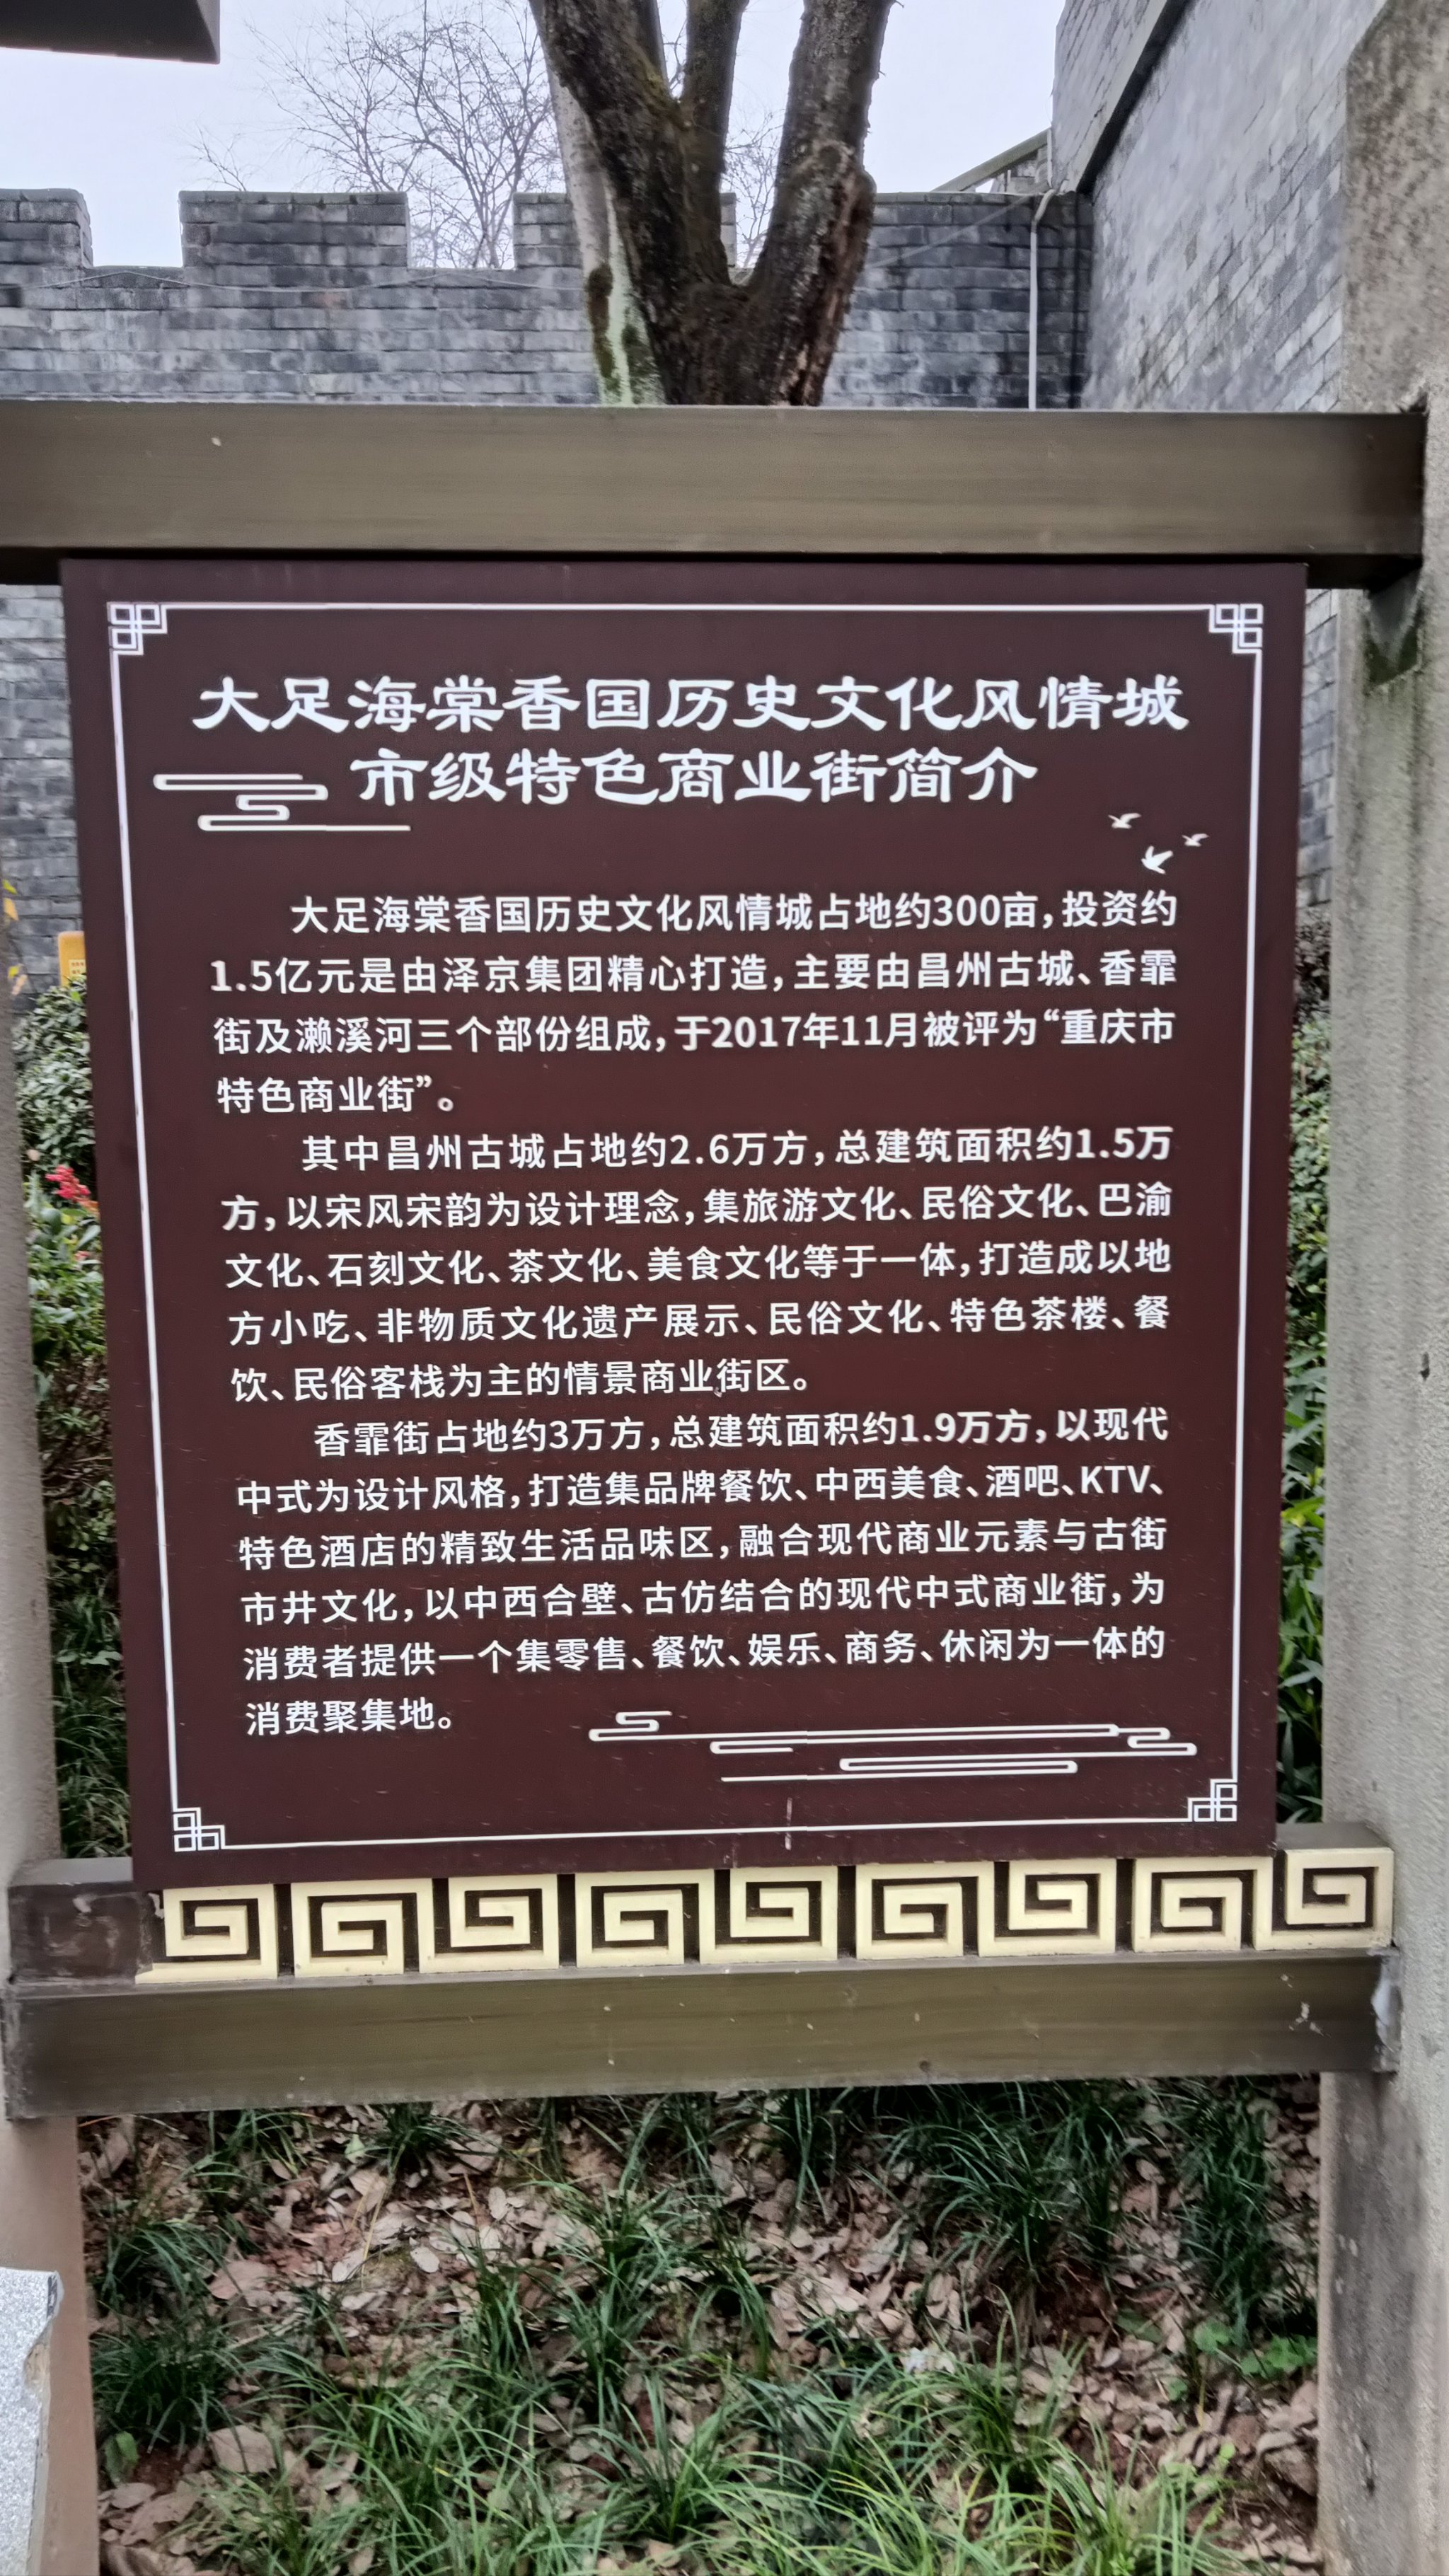 大足海棠香国历史文化风情城
市级特色商业街简介
大足海棠香国历史文化风情城占地约300亩,投资约
1.5亿元是由泽京集团精心打造,主要由昌州古城、香霏
街及濑溪河三个部份组成,于2017年11月被评为“重庆市
特色商业街”。
其中昌州古城占地约2.6万方,总建筑面积约1.5万
方,以宋风宋韵为设计理念,集旅游文化、民俗文化、巴渝
文化、石刻文化、茶文化、美食文化等于一体,打造成以地
方小吃、非物质文化遗产展示、民俗文化、特色茶楼、餐
饮、民俗客栈为主的情景商业街区。
香霏街占地约3万方,总建筑面积约1.9万方,以现代
中式为设计风格,打造集品牌餐饮、中西美食、酒吧、KTV、
特色酒店的精致生活品味区,融合现代商业元素与古街
市井文化,以中西合壁、古仿结合的现代中式商业街,为
消费者提供一个集零售、餐饮、娱乐、商务、休闲为一体的
消费聚集地。